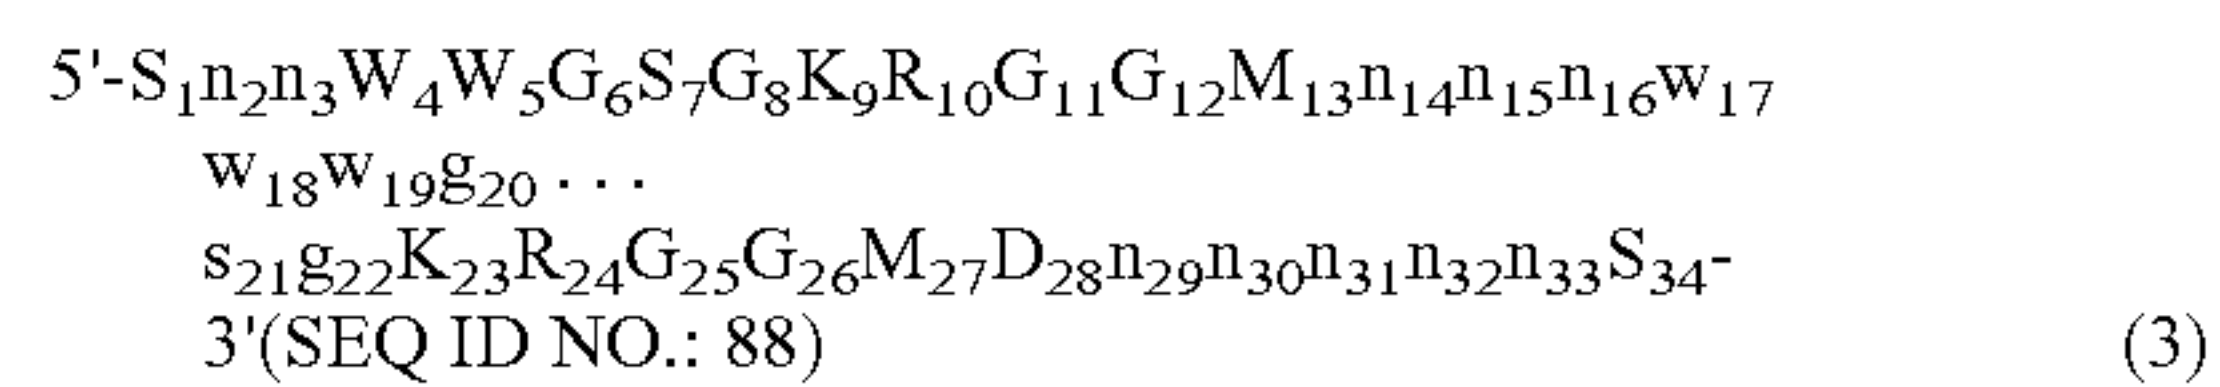 5'-S₁n₂n₃W₄W₅G₆S₇G₈K₉R₁₀G₁₁G₁₂M₁₃n₁₄n₁₅n₁₆w₁₇
w₁₈w₁₉g₂₀ . . .
s₂₁g₂₂K₂₃R₂₄G₂₅G₂₆M₂₇D₂₈n₂₉n₃₀n₃₁n₃₂n₃₃S₃₄-
3'(SEQ ID NO.: 88) (3)